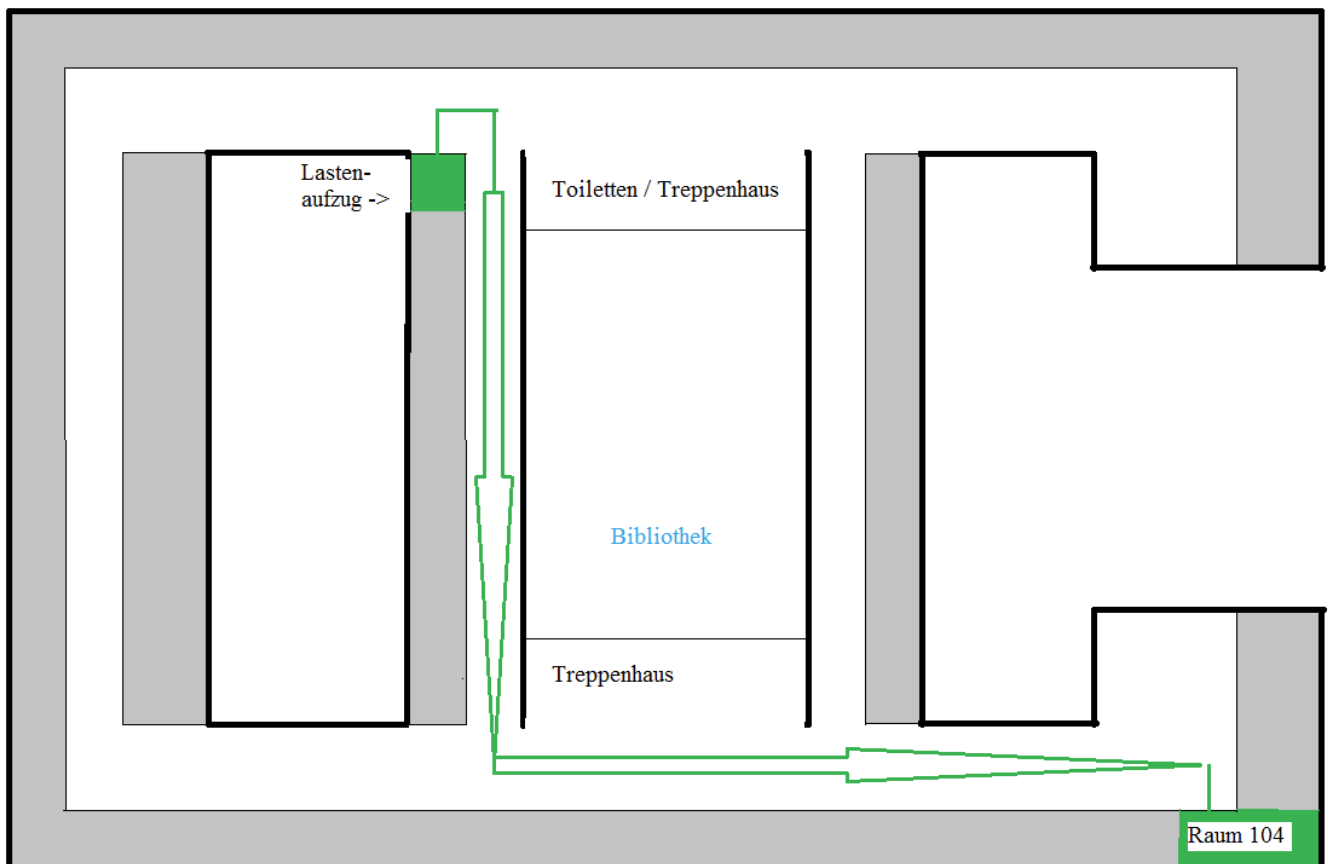 Lasten-
aufzug ->
Toiletten / Treppenhaus
Bibliothek
Treppenhaus
Raum 104